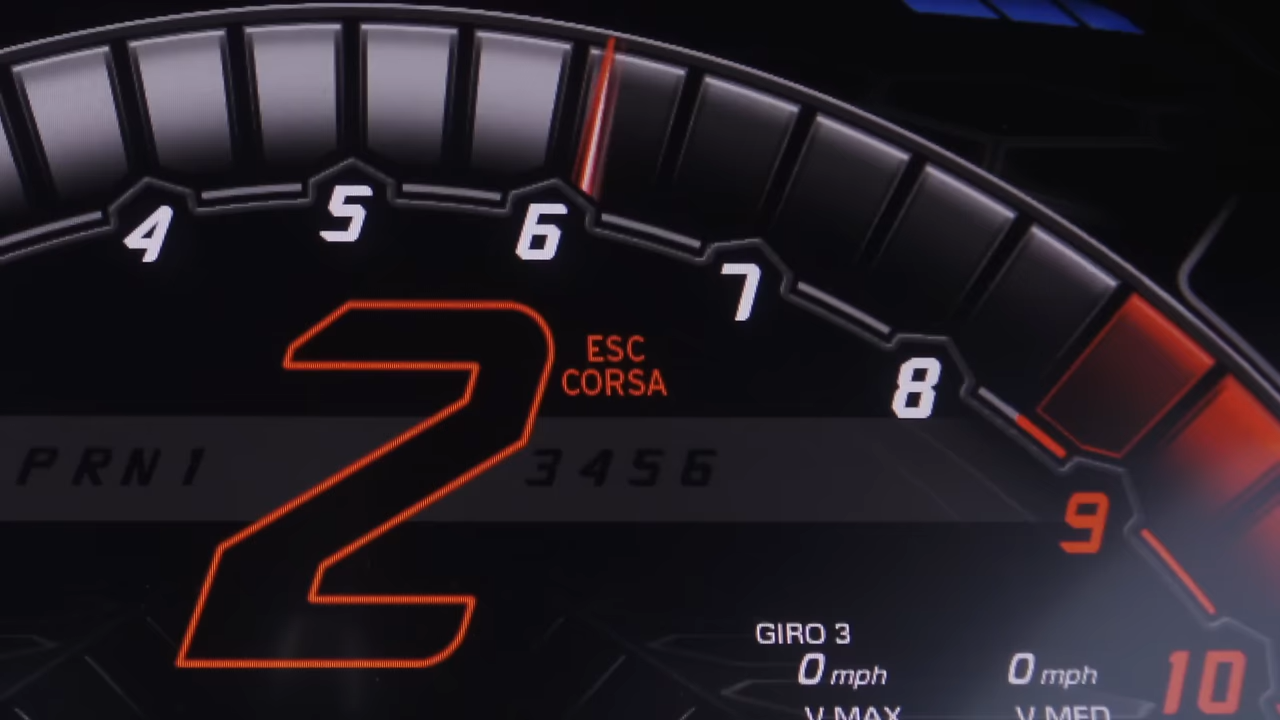 4 5 6 7 8 9 10
2
ESC
CORSA
PRN1 3456
GIRO 3
0 mph 0 mph
V MAX V MED